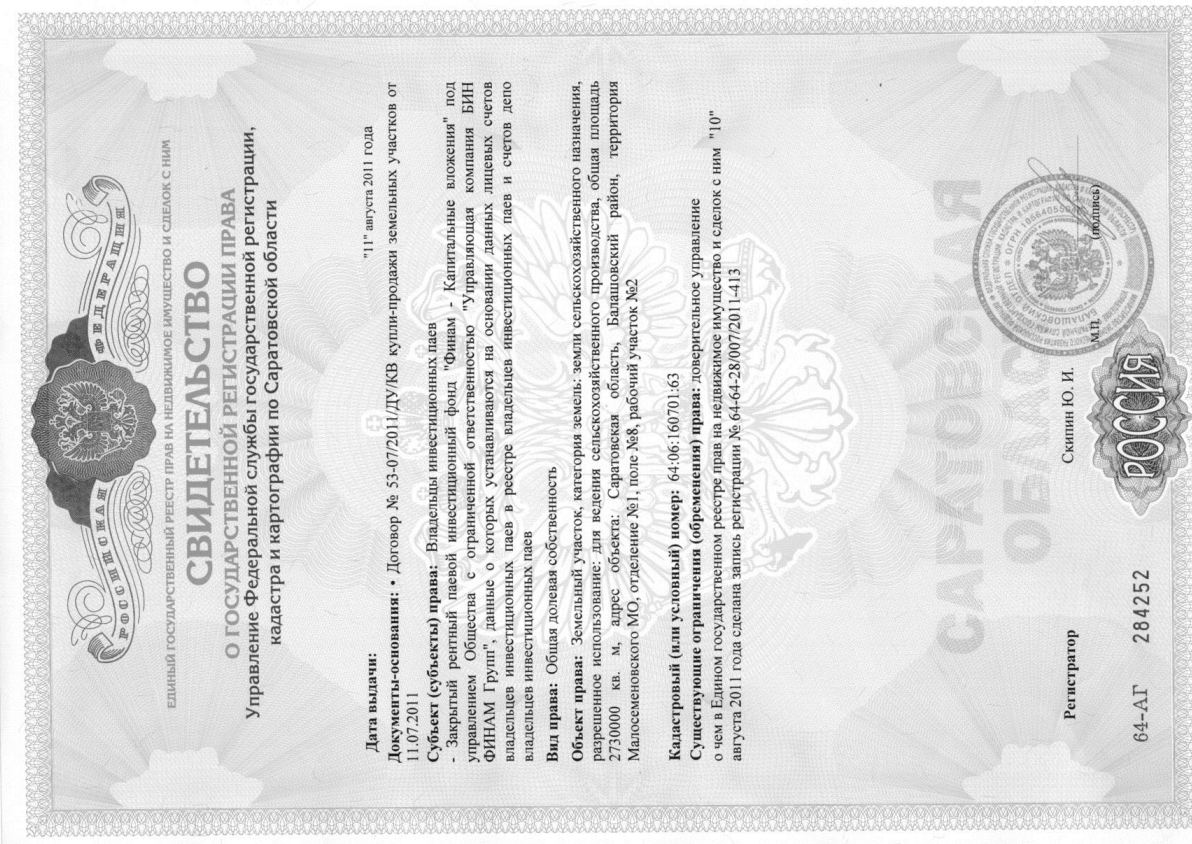 РОССИЙСКАЯ ФЕДЕРАЦИЯ
ЕДИНЫЙ ГОСУДАРСТВЕННЫЙ РЕЕСТР ПРАВ НА НЕДВИЖИМОЕ ИМУЩЕСТВО И СДЕЛОК С НИМ
СВИДЕТЕЛЬСТВО
О ГОСУДАРСТВЕННОЙ РЕГИСТРАЦИИ ПРАВА
Управление Федеральной службы государственной регистрации,
кадастра и картографии по Саратовской области
Дата выдачи: "11" августа 2011 года
Документы-основания: • Договор № 53-07/2011/ДУ/КВ купли-продажи земельных участков от
11.07.2011
Субъект (субъекты) права: Владельцы инвестиционных паев
- Закрытый рентный паевой инвестиционный фонд "Финам - Капитальные вложения" под
управлением Общества с ограниченной ответственностью "Управляющая компания БИН
ФИНАМ Групп", данные о которых устанавливаются на основании данных лицевых счетов
владельцев инвестиционных паев в реестре владельцев инвестиционных паев и счетов депо
владельцев инвестиционных паев
Вид права: Общая долевая собственность
Объект права: Земельный участок, категория земель: земли сельскохозяйственного назначения,
разрешенное использование: для ведения сельскохозяйственного производства, общая площадь
2730000 кв. м, адрес объекта: Саратовская область, Балашовский район, территория
Малосеменовского МО, отделение №1, поле №8, рабочий участок №2
Кадастровый (или условный) номер: 64:06:160701:63
Существующие ограничения (обременения) права: доверительное управление
о чем в Едином государственном реестре прав на недвижимое имущество и сделок с ним "10"
августа 2011 года сделана запись регистрации № 64-64-28/007/2011-413
САРАТОВСКАЯ
ОБЛАСТЬ
Регистратор Скипин Ю. И.
М.П. (подпись)
64-АГ 284252
РОССИЯ